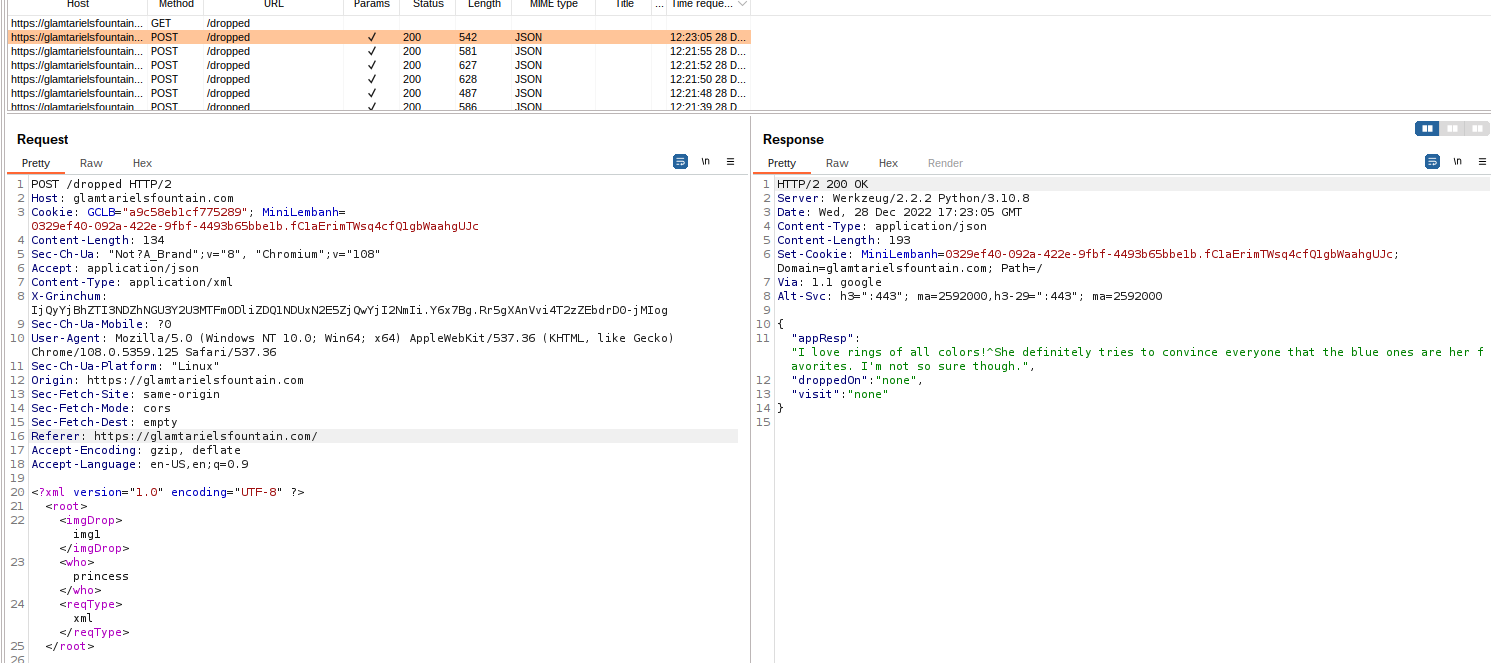 Host Method URL Params Status Length MIME type Title ... Time reque...
https://glamtarielsfountain... GET /dropped
https://glamtarielsfountain... POST /dropped ✓ 200 542 JSON 12:23:05 28 D...
https://glamtarielsfountain... POST /dropped ✓ 200 581 JSON 12:21:55 28 D...
https://glamtarielsfountain... POST /dropped ✓ 200 627 JSON 12:21:52 28 D...
https://glamtarielsfountain... POST /dropped ✓ 200 628 JSON 12:21:50 28 D...
https://glamtarielsfountain... POST /dropped ✓ 200 487 JSON 12:21:48 28 D...
https://glamtarielsfountain... POST /dropped ✓ 200 586 JSON 12:21:39 28 D...
Request
Pretty Raw Hex \n
1 POST /dropped HTTP/2
2 Host: glamtarielsfountain.com
3 Cookie: GCLB="a9c58eb1cf775289"; MiniLembanh=
0329ef40-092a-422e-9fbf-4493b65bbe1b.fC1aErimTWsq4cfQ1gbWaahgUJc
4 Content-Length: 134
5 Sec-Ch-Ua: "Not?A_Brand";v="8", "Chromium";v="108"
6 Accept: application/json
7 Content-Type: application/xml
8 X-Grinchum:
IjQyYjBhZTI3NDZhNGU3Y2U3MTFmODliZDQ1NDUxN2E5ZjQwYjI2NmIi.Y6x7Bg.Rr5gXAnVvi4T2zZEbdrD0-jMIog
9 Sec-Ch-Ua-Mobile: ?0
10 User-Agent: Mozilla/5.0 (Windows NT 10.0; Win64; x64) AppleWebKit/537.36 (KHTML, like Gecko)
Chrome/108.0.5359.125 Safari/537.36
11 Sec-Ch-Ua-Platform: "Linux"
12 Origin: https://glamtarielsfountain.com
13 Sec-Fetch-Site: same-origin
14 Sec-Fetch-Mode: cors
15 Sec-Fetch-Dest: empty
16 Referer: https://glamtarielsfountain.com/
17 Accept-Encoding: gzip, deflate
18 Accept-Language: en-US,en;q=0.9
19
20 <?xml version="1.0" encoding="UTF-8" ?>
21 <root>
22 <imgDrop>
img1
</imgDrop>
23 <who>
princess
</who>
24 <reqType>
xml
</reqType>
25 </root>
26
Response
Pretty Raw Hex Render \n
1 HTTP/2 200 OK
2 Server: Werkzeug/2.2.2 Python/3.10.8
3 Date: Wed, 28 Dec 2022 17:23:05 GMT
4 Content-Type: application/json
5 Content-Length: 193
6 Set-Cookie: MiniLembanh=0329ef40-092a-422e-9fbf-4493b65bbe1b.fC1aErimTWsq4cfQ1gbWaahgUJc;
Domain=glamtarielsfountain.com; Path=/
7 Via: 1.1 google
8 Alt-Svc: h3=":443"; ma=2592000,h3-29=":443"; ma=2592000
9
10 {
11 "appResp":
"I love rings of all colors!^She definitely tries to convince everyone that the blue ones are her f
avorites. I'm not so sure though.",
12 "droppedOn":"none",
13 "visit":"none"
14 }
15